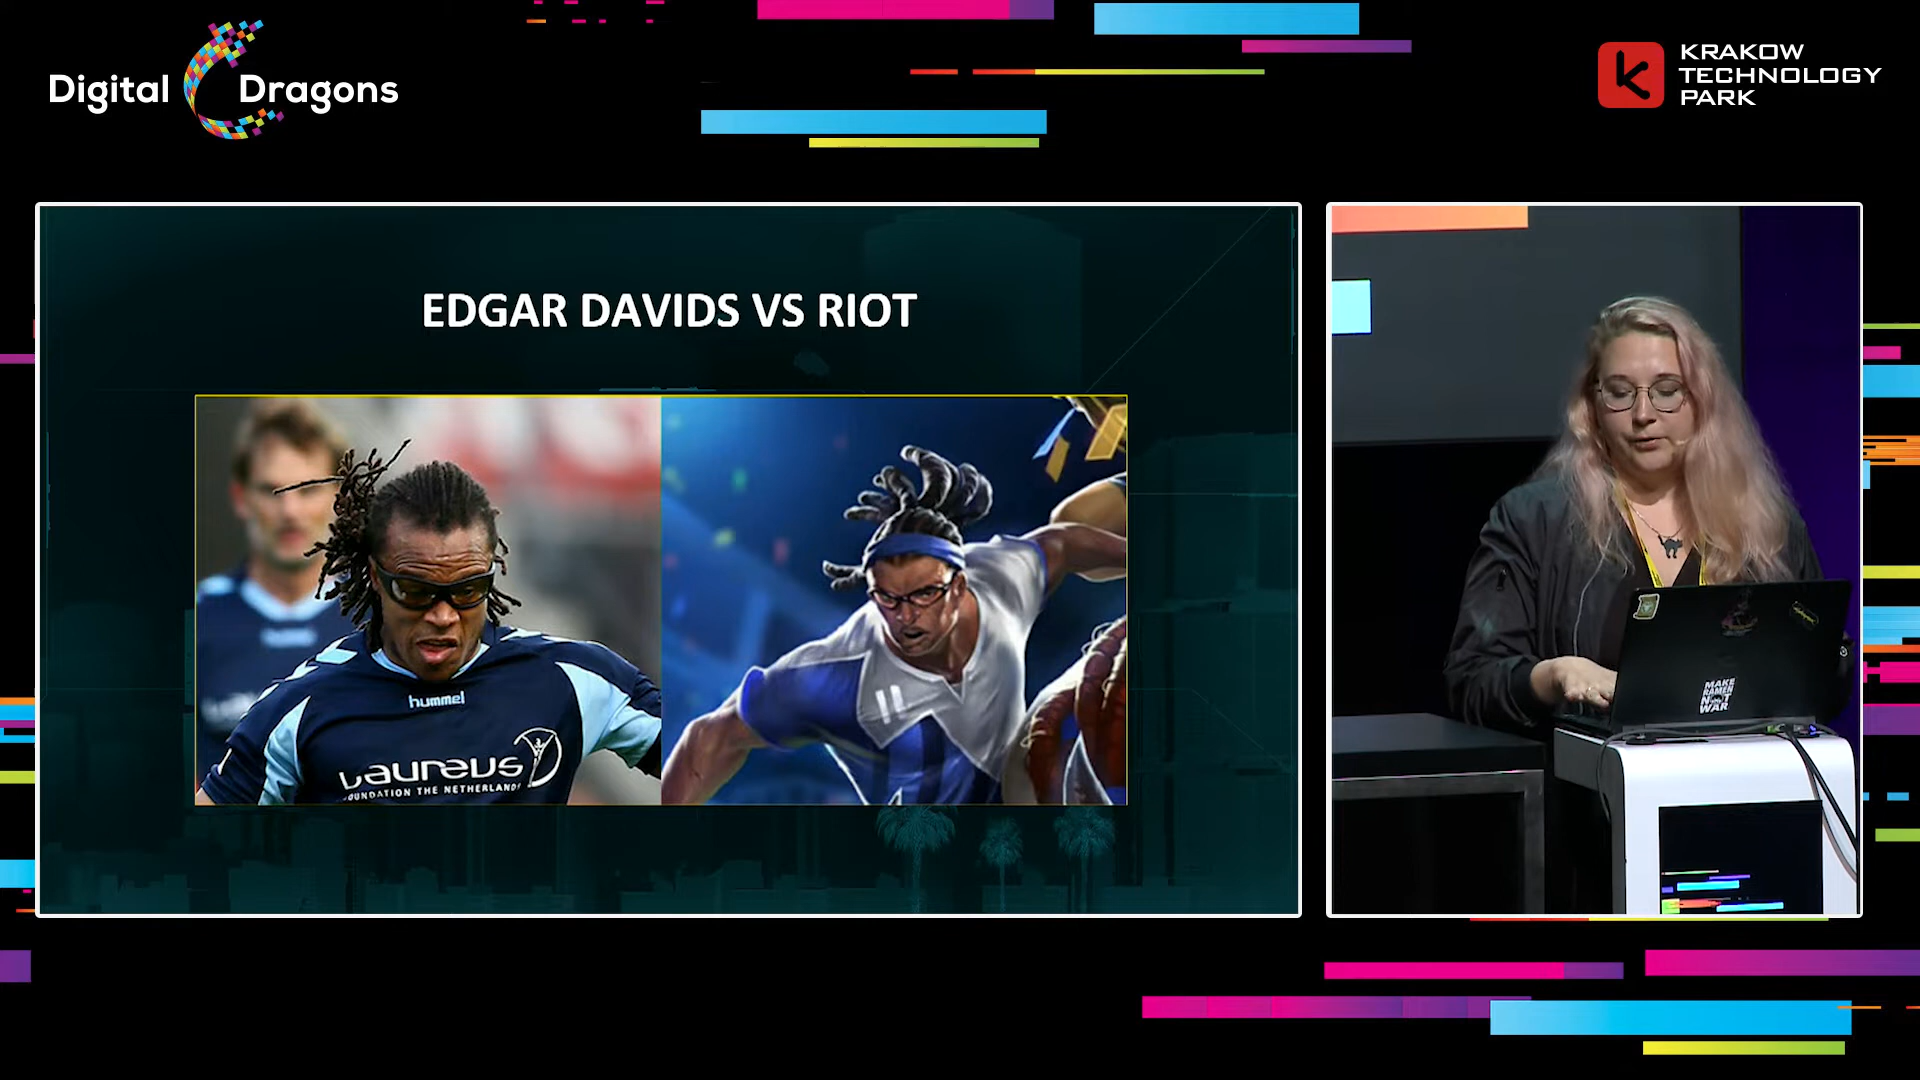 Digital Dragons
KRAKOW
TECHNOLOGY
PARK
EDGAR DAVIDS VS RIOT
hummel
Laureus
FOUNDATION THE NETHERLANDS
MAKE
RAMEN
NOT
WAR